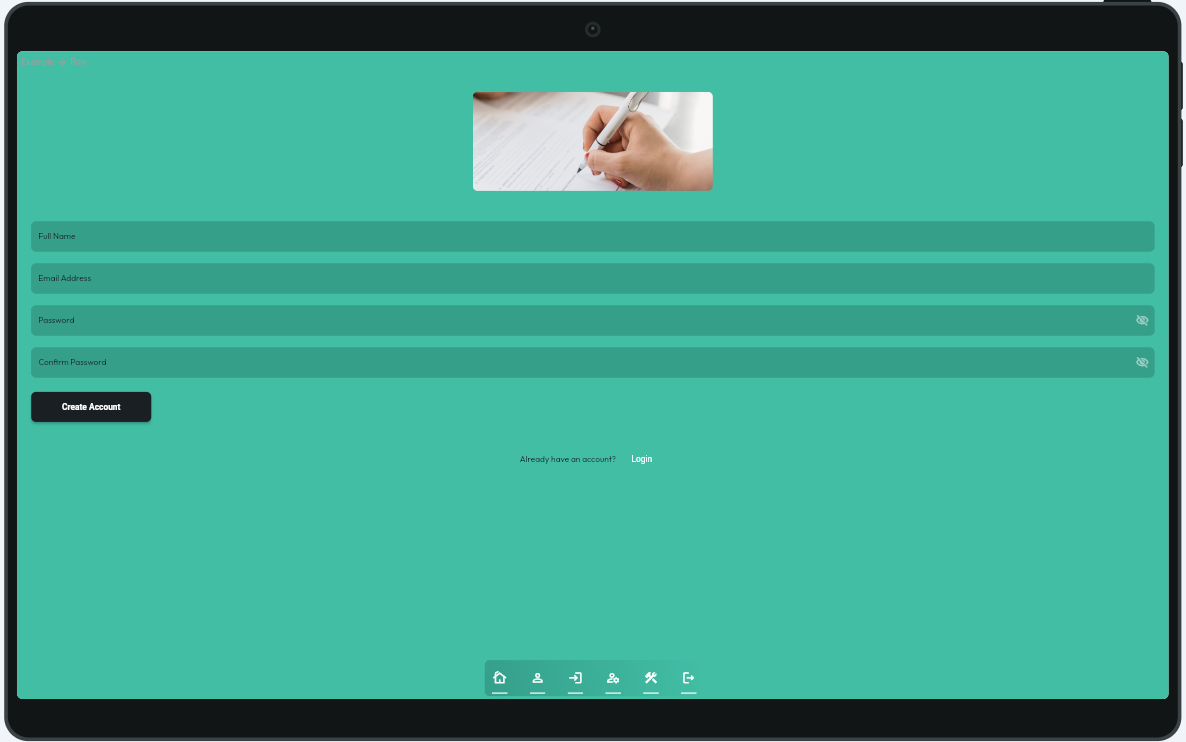 Full Name
Email Address
Password
Confirm Password
Create Account
Already have an account? Login